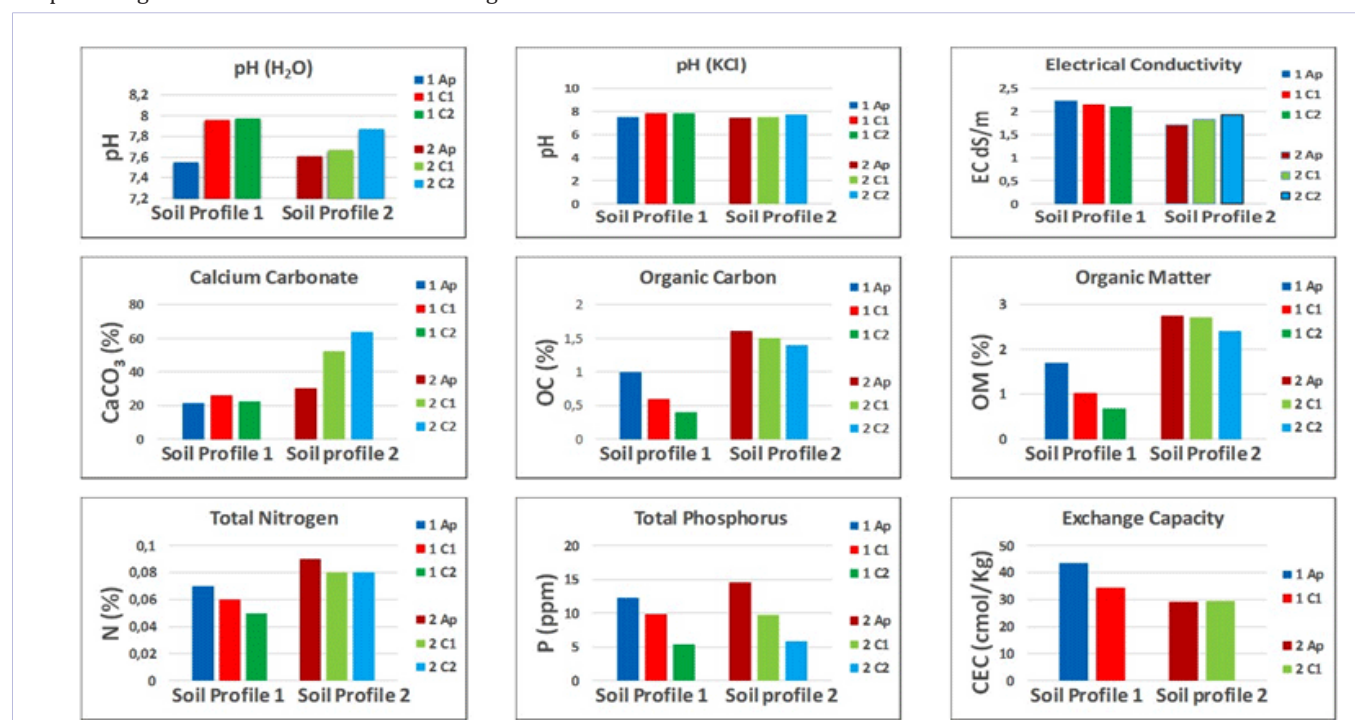 pH (H₂O)
8,2
8
7,8
7,6
7,4
7,2
pH
Soil Profile 1
Soil Profile 2
1 Ap
1 C1
1 C2
2 Ap
2 C1
2 C2
pH (KCl)
10
8
6
4
2
0
pH
Soil Profile 1
Soil Profile 2
1 Ap
1 C1
1 C2
2 Ap
2 C1
2 C2
Electrical Conductivity
2,5
2
1,5
1
0,5
0
EC dS/m
Soil Profile 1
Soil Profile 2
1 Ap
1 C1
1 C2
2 Ap
2 C1
2 C2
Calcium Carbonate
80
60
40
20
0
CaCO₃ (%)
Soil Profile 1
Soil profile 2
1 Ap
1 C1
1 C2
2 Ap
2 C1
2 C2
Organic Carbon
2
1,5
1
0,5
0
OC (%)
Soil profile 1
Soil Profile 2
1 Ap
1 C1
1 C2
2 Ap
2 C1
2 C2
Organic Matter
3
2
1
0
OM (%)
Soil Profile 1
Soil Profile 2
1 Ap
1 C1
1 C2
2 Ap
2 C1
2 C2
Total Nitrogen
0,1
0,08
0,06
0,04
0,02
0
N (%)
Soil Profile 1
Soil Profile 2
1 Ap
1 C1
1 C2
2 Ap
2 C1
2 C2
Total Phosphorus
20
15
10
5
0
P (ppm)
Soil Profile 1
Soil profile 2
1 Ap
1 C1
1 C2
2 Ap
2 C1
2 C2
Exchange Capacity
50
40
30
20
10
0
CEC (cmol/Kg)
Soil Profile 1
Soil profile 2
1 Ap
1 C1
2 Ap
2 C1